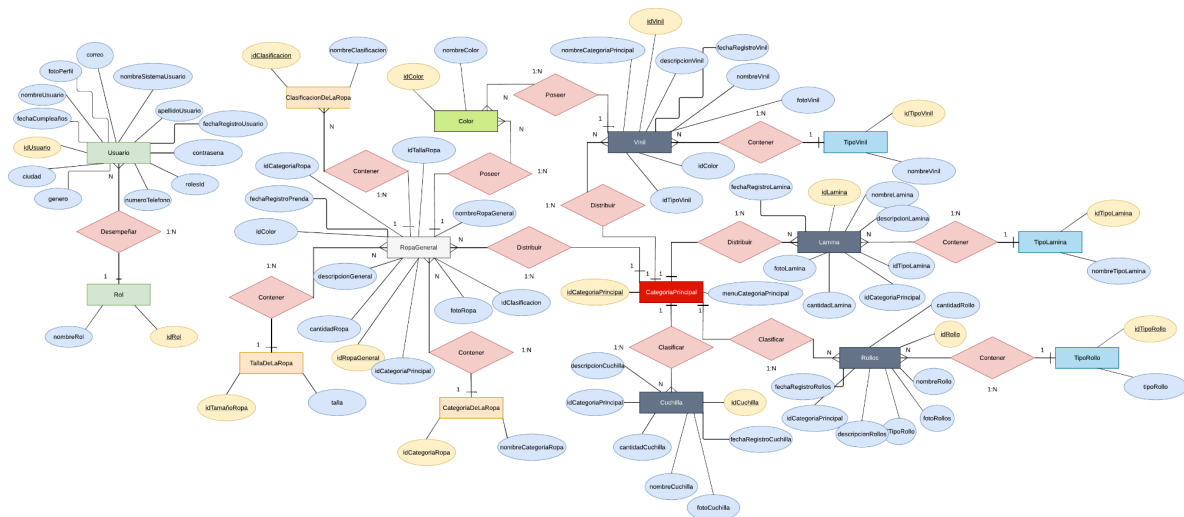 correo
fotoPerfil
nombreSistemaUsuario
nombreUsuario
apellidoUsuario
fechaCumpleaños
fechaRegistroUsuario
idUsuario
Usuario
contrasena
ciudad
rolesId
genero
numeroTelefono
N
Desempeñar
1:N
1
Rol
nombreRol
idRol
idClasificacion
nombreClasificacion
ClasificacionDeLaRopa
N
1:N
Contener
1
nombreColor
idColor
Color
N
N
1:N
Poseer
1
1:N
Poseer
1
idTallaRopa
idCategoriaRopa
fechaRegistroPrenda
nombreRopaGeneral
idColor
RopaGeneral
N
N
N
descripcionGeneral
1:N
Contener
1
TallaDeLaRopa
idTamañoRopa
talla
cantidadRopa
idRopaGeneral
fotoRopa
idCategoriaPrincipal
idClasificacion
Contener
1:N
1
CategoriaDeLaRopa
idCategoriaRopa
nombreCategoriaRopa
Distribuir
1:N
1
idVinil
nombreCategoriaPrincipal
descripcionVinil
fechaRegistroVinil
nombreVinil
fotoVinil
Vinil
N
N
idColor
idTipoVinil
Contener
1:N
1
TipoVinil
idTipoVinil
nombreVinil
Distribuir
1:N
1
fechaRegistroLamina
idLamina
nombreLamina
descripcionLamina
Lamina
N
N
fotoLamina
idTipoLamina
idCategoriaPrincipal
cantidadLamina
Distribuir
1:N
1
Contener
1:N
1
TipoLamina
idTipoLamina
nombreTipoLamina
idCategoriaPrincipal
CategoriaPrincipal
menuCategoriaPrincipal
1
1
Clasificar
1:N
N
Clasificar
1:N
N
cantidadRollo
idRollo
Rollos
N
nombreRollo
fechaRegistroRollos
idCategoriaPrincipal
descripcionRollos
TipoRollo
fotoRollos
Contener
1:N
1
TipoRollo
idTipoRollo
tipoRollo
descripcionCuchilla
idCategoriaPrincipal
Cuchilla
idCuchilla
cantidadCuchilla
fechaRegistroCuchilla
nombreCuchilla
fotoCuchilla